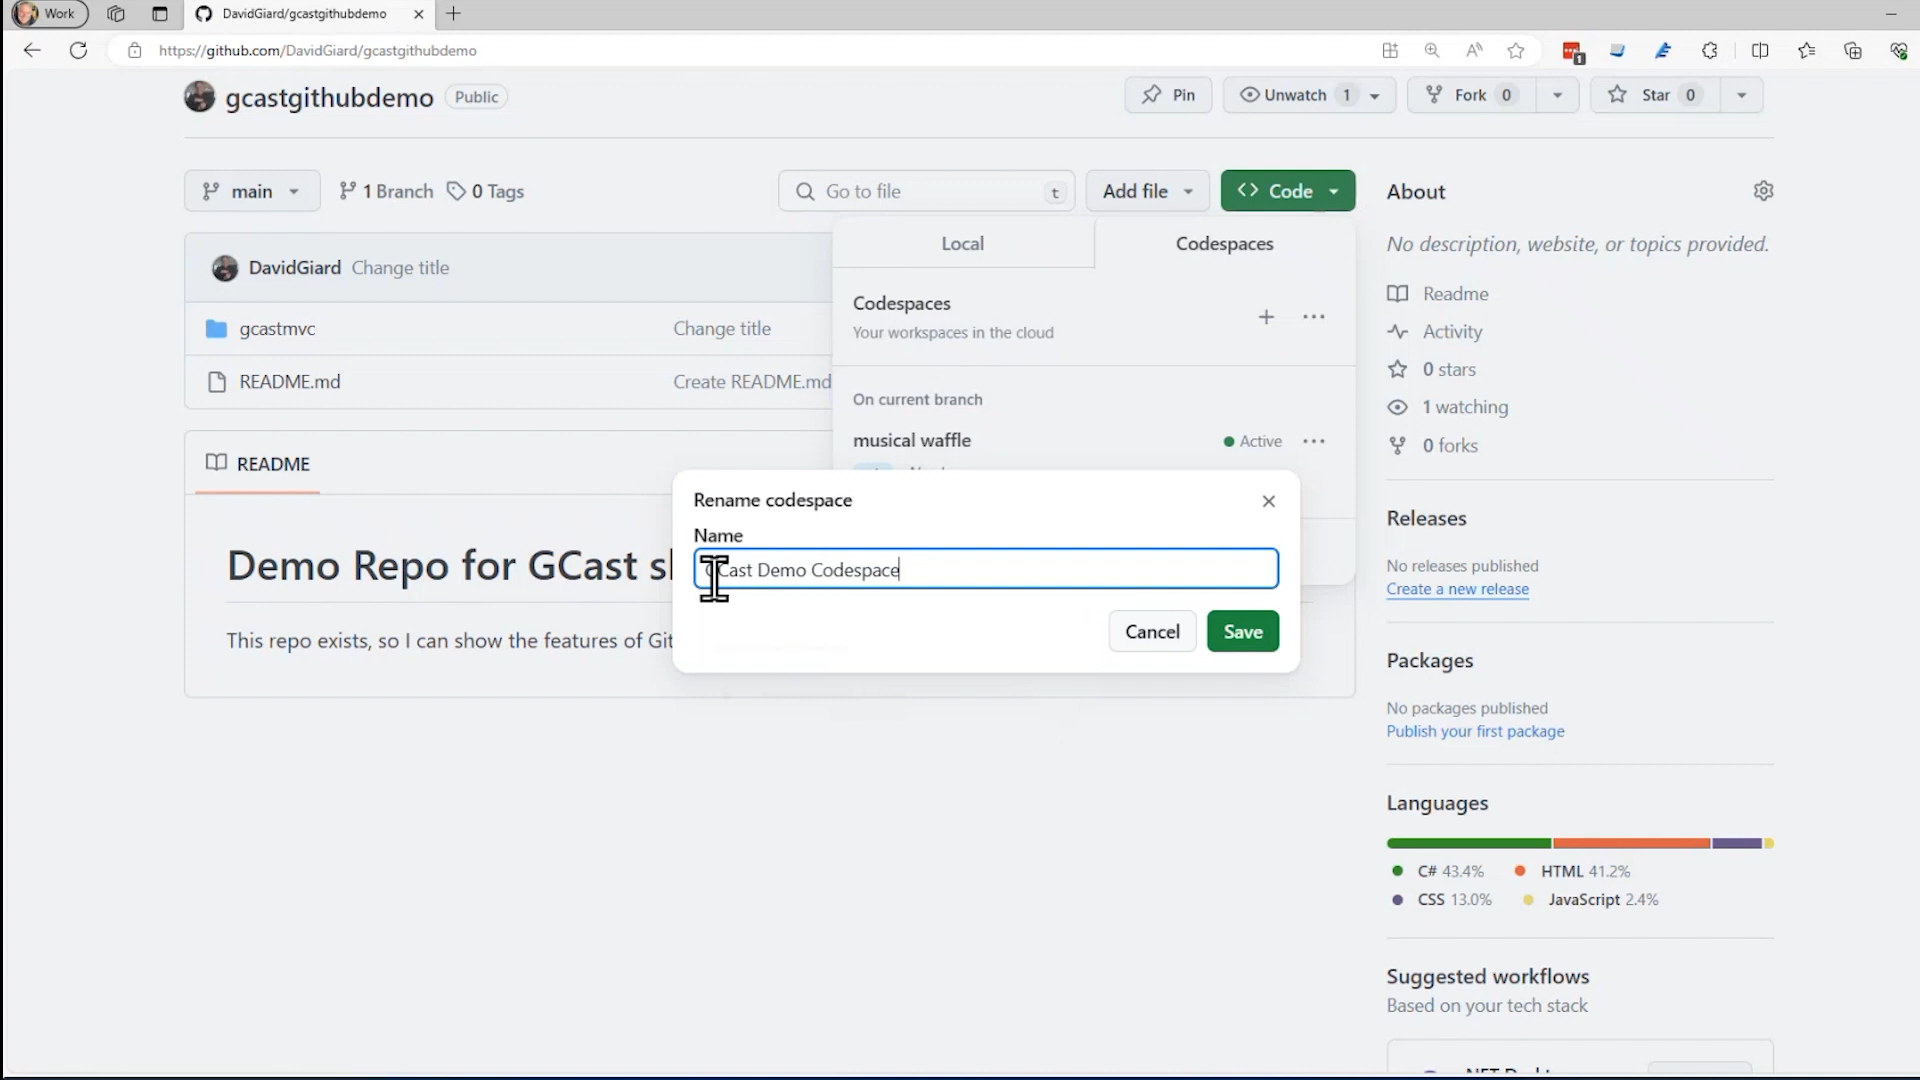 Work
DavidGiard/gcastgithubdemo
https://github.com/DavidGiard/gcastgithubdemo
1
gcastgithubdemo Public
Pin
Unwatch 1
Fork 0
Star 0
main
1 Branch
0 Tags
Go to file t
Add file
Code
DavidGiard Change title
gcastmvc Change title
README.md Create README.md
README
Demo Repo for GCast
This repo exists, so I can show the features of
Local
Codespaces
Codespaces
Your workspaces in the cloud
On current branch
musical waffle Active
Rename codespace
Name
GCast Demo Codespace
Cancel
Save
About
No description, website, or topics provided.
Readme
Activity
0 stars
1 watching
0 forks
Releases
No releases published
Create a new release
Packages
No packages published
Publish your first package
Languages
C# 43.4% HTML 41.2%
CSS 13.0% JavaScript 2.4%
Suggested workflows
Based on your tech stack